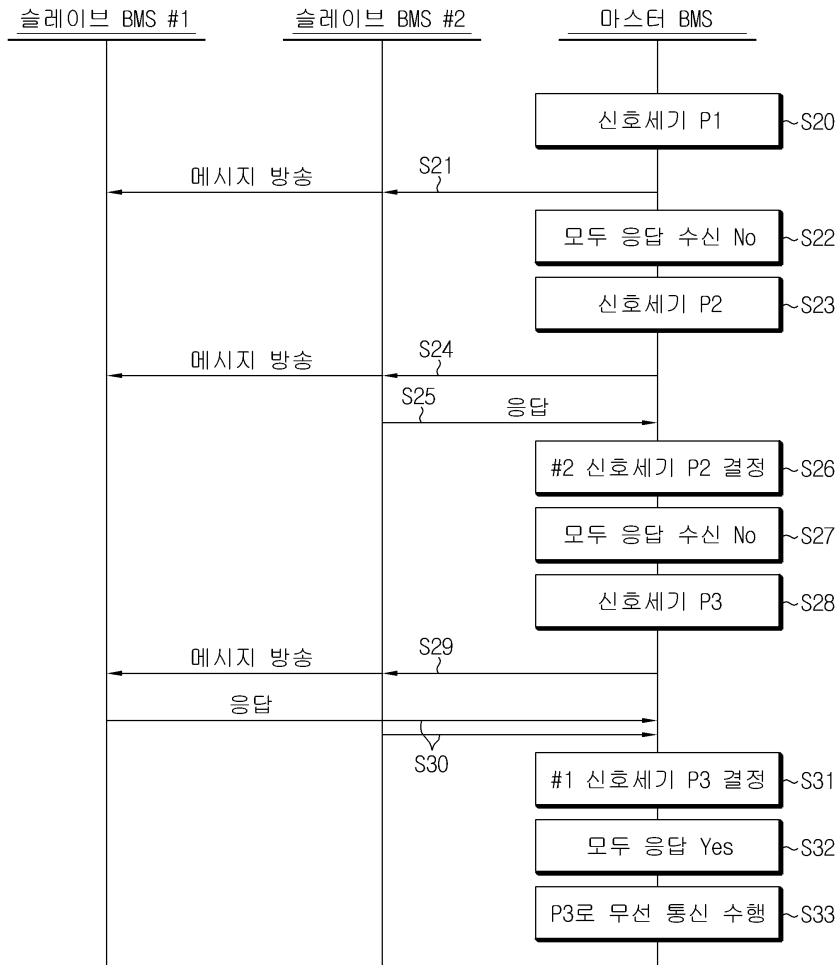 슬레이브 BMS #1
슬레이브 BMS #2
마스터 BMS
신호세기 P1
S20
메시지 방송
S21
모두 응답 수신 No
S22
신호세기 P2
S23
메시지 방송
S24
S25
응답
#2 신호세기 P2 결정
S26
모두 응답 수신 No
S27
신호세기 P3
S28
메시지 방송
S29
응답
S30
#1 신호세기 P3 결정
S31
모두 응답 Yes
S32
P3로 무선 통신 수행
S33